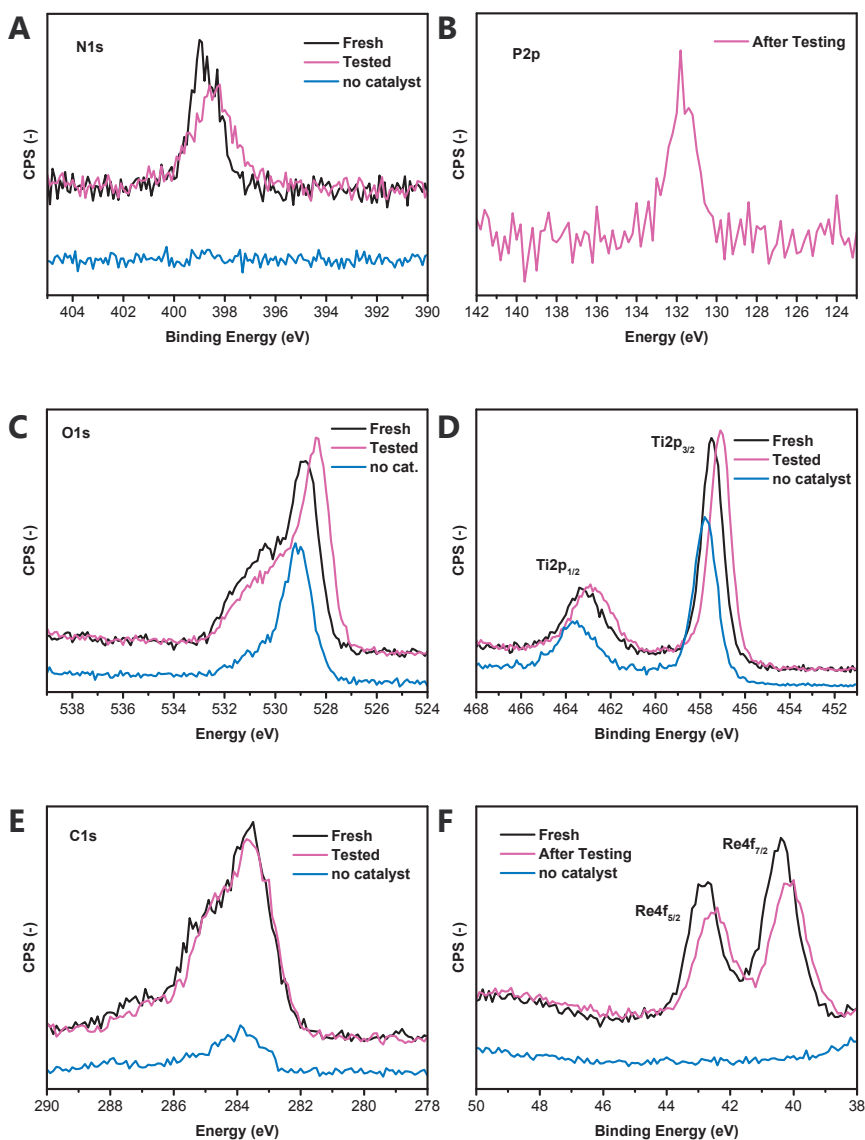 A
N1s
Fresh
Tested
no catalyst
CPS (-)
404 402 400 398 396 394 392 390
Binding Energy (eV)
B
P2p
After Testing
CPS (-)
142 140 138 136 134 132 130 128 126 124
Energy (eV)
C
O1s
Fresh
Tested
no cat.
CPS (-)
538 536 534 532 530 528 526 524
Energy (eV)
D
Ti2p3/2
Fresh
Tested
no catalyst
Ti2p1/2
CPS (-)
468 466 464 462 460 458 456 454 452
Binding Energy (eV)
E
C1s
Fresh
Tested
no catalyst
CPS (-)
290 288 286 284 282 280 278
Energy (eV)
F
Fresh
After Testing
no catalyst
Re4f7/2
Re4f5/2
CPS (-)
50 48 46 44 42 40 38
Binding Energy (eV)